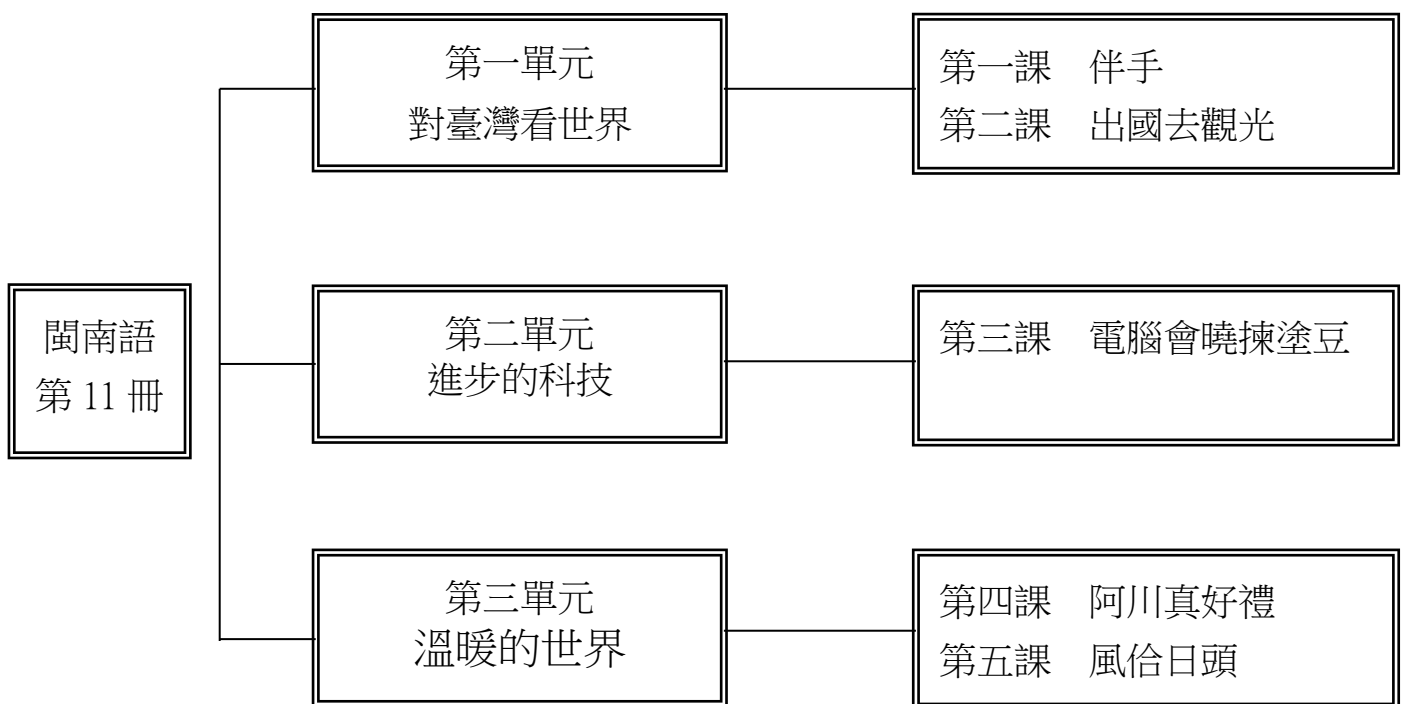 第一單元
對臺灣看世界
第一課　伴手
第二課　出國去觀光
閩南語
第 11 冊
第二單元
進步的科技
第三課　電腦會曉揀塗豆
第三單元
溫暖的世界
第四課　阿川真好禮
第五課　風佮日頭